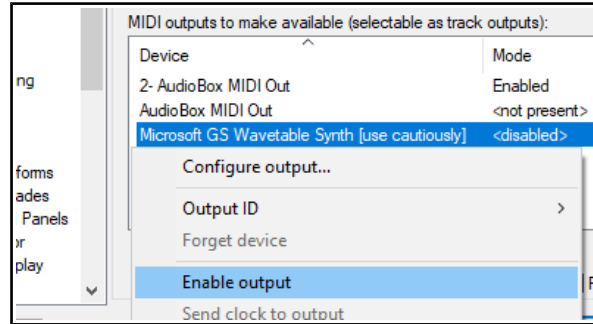 MIDI outputs to make available (selectable as track outputs):
Device Mode
ng
2- AudioBox MIDI Out Enabled
AudioBox MIDI Out <not present>
Microsoft GS Wavetable Synth [use cautiously] <disabled>
forms
Configure output...
ades
Panels
Output ID >
or
Forget device
play
Enable output
Send clock to output